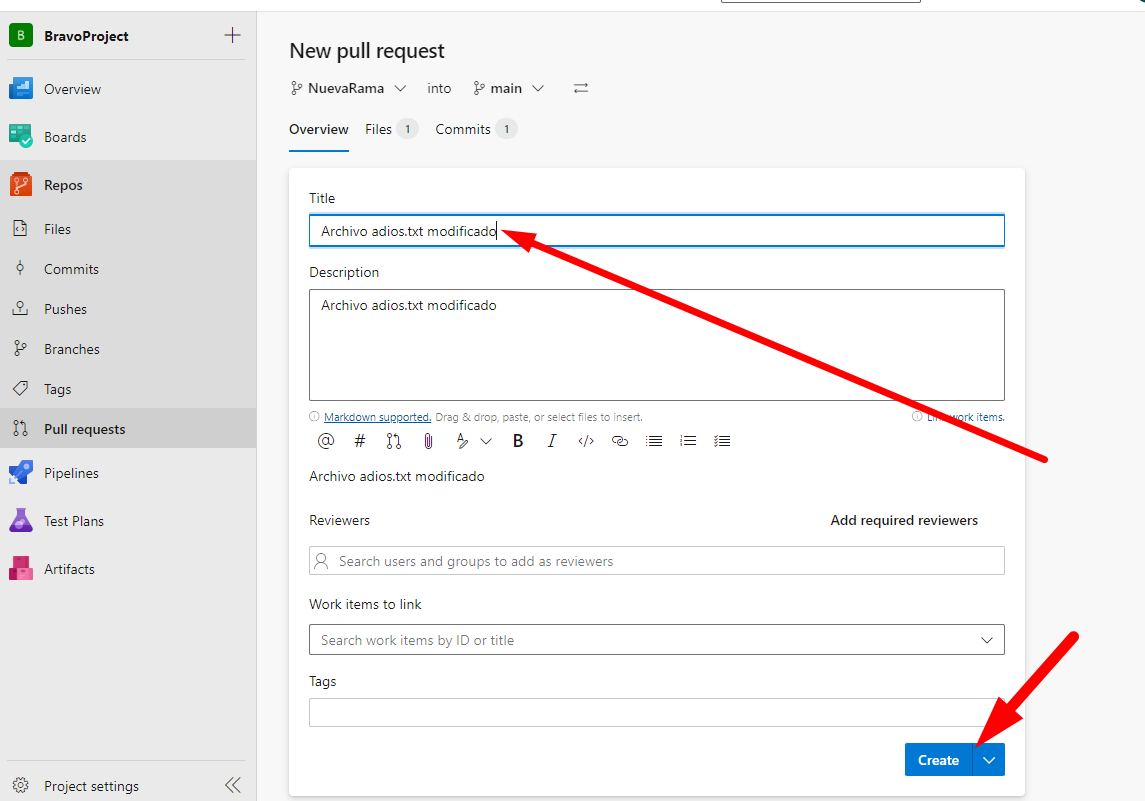 B BravoProject
Overview
Boards
Repos
Files
Commits
Pushes
Branches
Tags
Pull requests
Pipelines
Test Plans
Artifacts
Project settings
New pull request
NuevaRama into main
Overview Files 1 Commits 1
Title
Archivo adios.txt modificado
Description
Archivo adios.txt modificado
Markdown supported. Drag & drop, paste, or select files to insert. Link work items.
@ # B I </>
Archivo adios.txt modificado
Reviewers Add required reviewers
Search users and groups to add as reviewers
Work items to link
Search work items by ID or title
Tags
Create